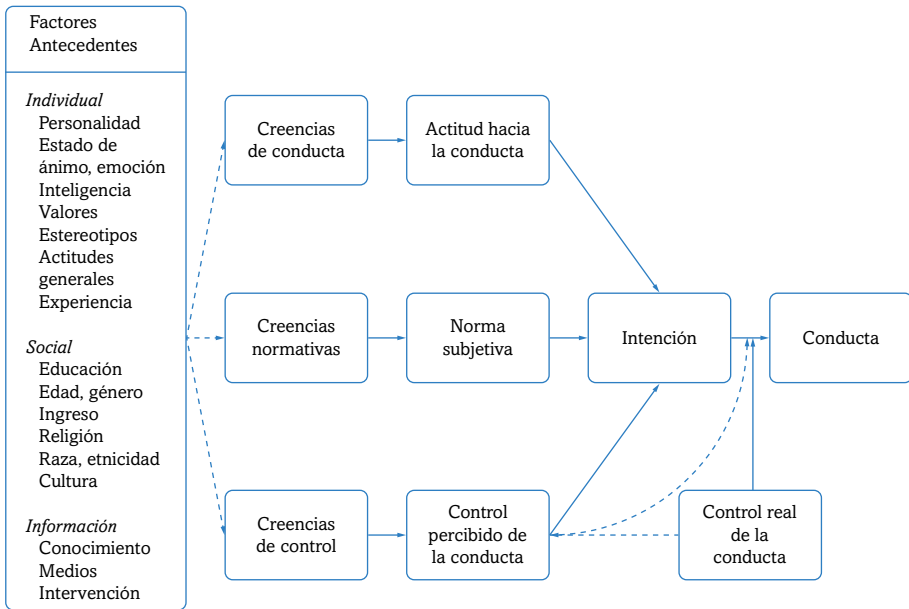 Factores
Antecedentes
Individual
Personalidad
Estado de
ánimo, emoción
Inteligencia
Valores
Estereotipos
Actitudes
generales
Experiencia
Social
Educación
Edad, género
Ingreso
Religión
Raza, etnicidad
Cultura
Información
Conocimiento
Medios
Intervención
Creencias
de conducta
Actitud hacia
la conducta
Creencias
normativas
Norma
subjetiva
Intención
Conducta
Creencias
de control
Control
percibido de
la conducta
Control real
de la
conducta